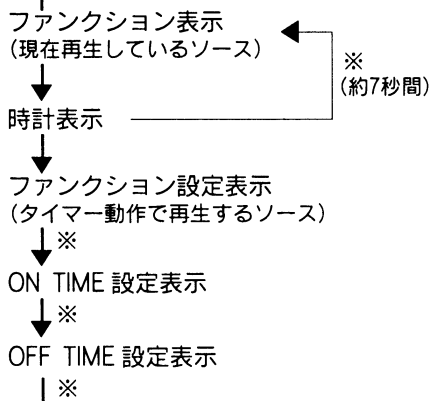 ファンクション表示
(現在再生しているソース)
※
(約7秒間)
時計表示
ファンクション設定表示
(タイマー動作で再生するソース)
※
ON TIME 設定表示
※
OFF TIME 設定表示
※